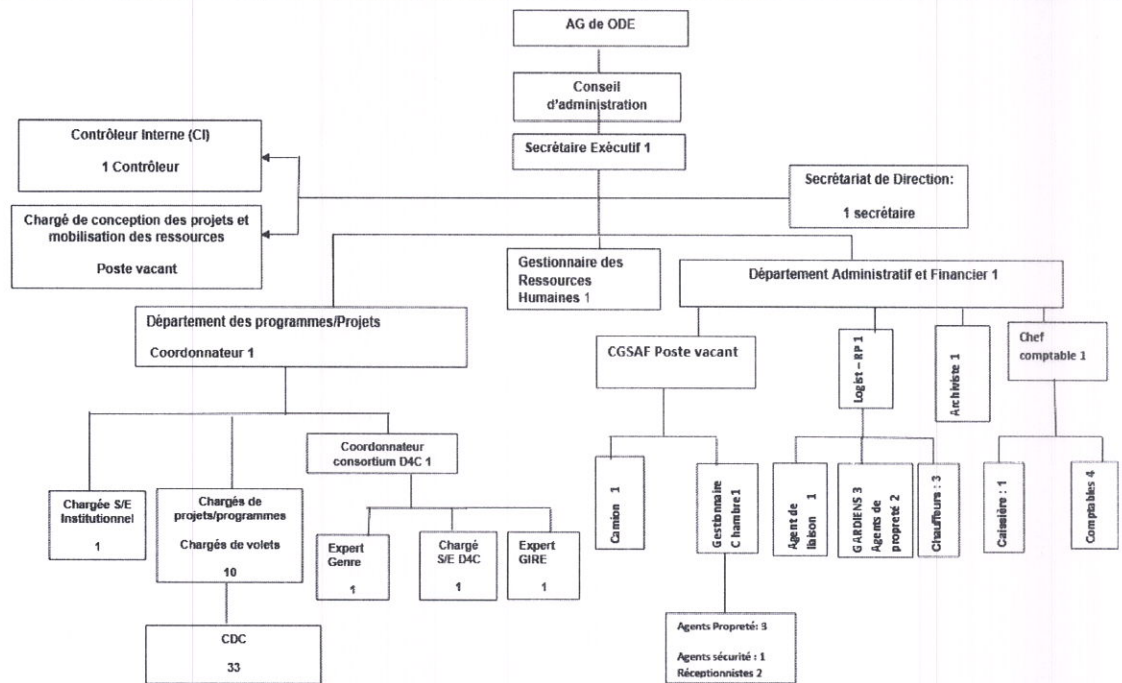 AG de ODE
Conseil
d'administration
Contrôleur Interne (CI)
1 Contrôleur
Secrétaire Exécutif 1
Secrétariat de Direction:
1 secrétaire
Chargé de conception des projets et
mobilisation des ressources
Poste vacant
Gestionnaire des
Ressources
Humaines 1
Département Administratif et Financier 1
Département des programmes/Projets
Coordonnateur 1
CGSAF Poste vacant
Logist – RP 1
Archiviste 1
Chef
comptable 1
Coordonnateur
consortium D4C 1
Chargée S/E
Institutionnel
1
Chargés de
projets/programmes
Chargés de volets
10
Expert
Genre
1
Chargé
S/E D4C
1
Expert
GIRE
1
Camion 1
Gestionnaire
Chambre1
Agent de
liaison 1
GARDIENS 3
Agents de
propreté 2
Chauffeurs : 3
Caissière : 1
Comptables 4
CDC
33
Agents Propreté: 3
Agents sécurité : 1
Réceptionnistes 2